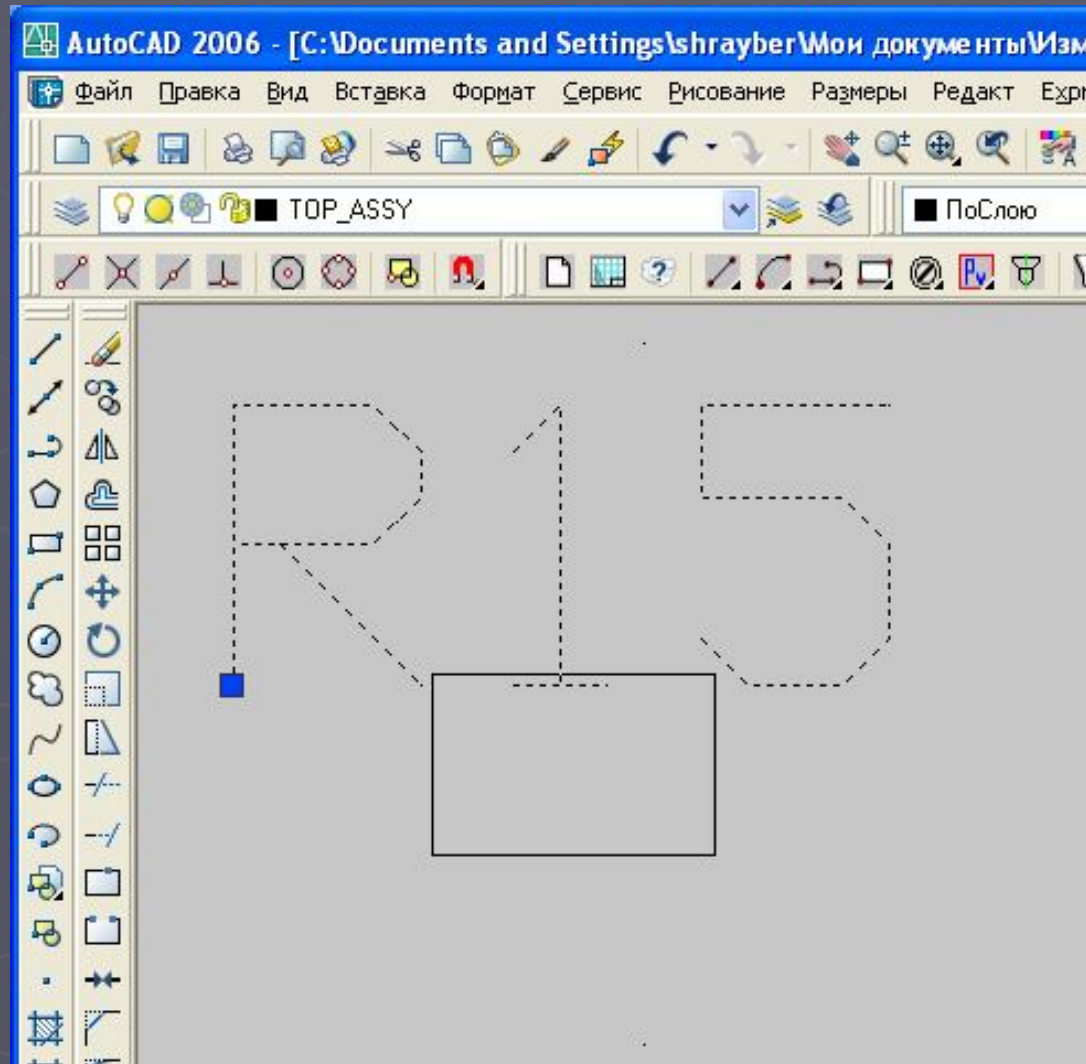 AutoCAD 2006 - [C:\Documents and Settings\shrayber\Мои документы\Изм
Файл Правка Вид Вставка Формат Сервис Рисование Размеры Редакт Expr
TOP_ASSY ПоСлою
R15